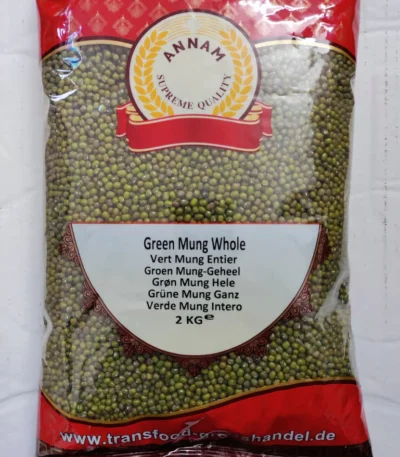 ANNAM
SUPREME QUALITY
Green Mung Whole
Vert Mung Entier
Groen Mung-Geheel
Grøn Mung Hele
Grüne Mung Ganz
Verde Mung Intero
2 KG℮